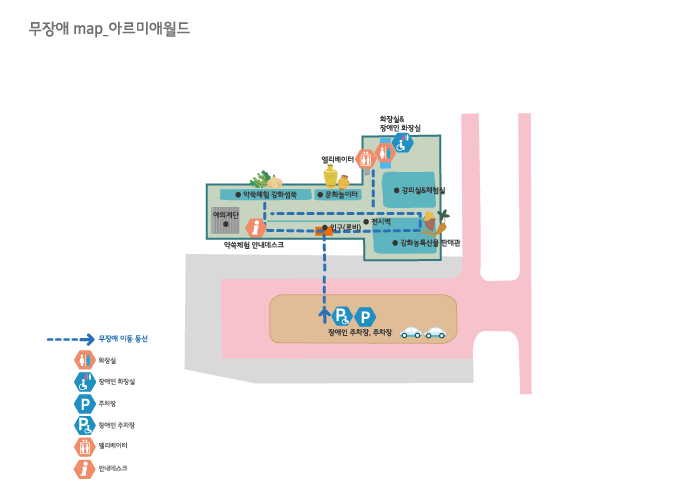 무장애 map_아르미애월드
화장실&
장애인 화장실
엘리베이터
약쑥체험 강화섬쑥
문화놀이터
강의실&체험실
야외계단
전시벽
입구(로비)
약쑥체험 안내데스크
강화농특산물 판매관
장애인 주차장, 주차장
무장애 이동 동선
화장실
장애인 화장실
주차장
장애인 주차장
엘리베이터
안내데스크